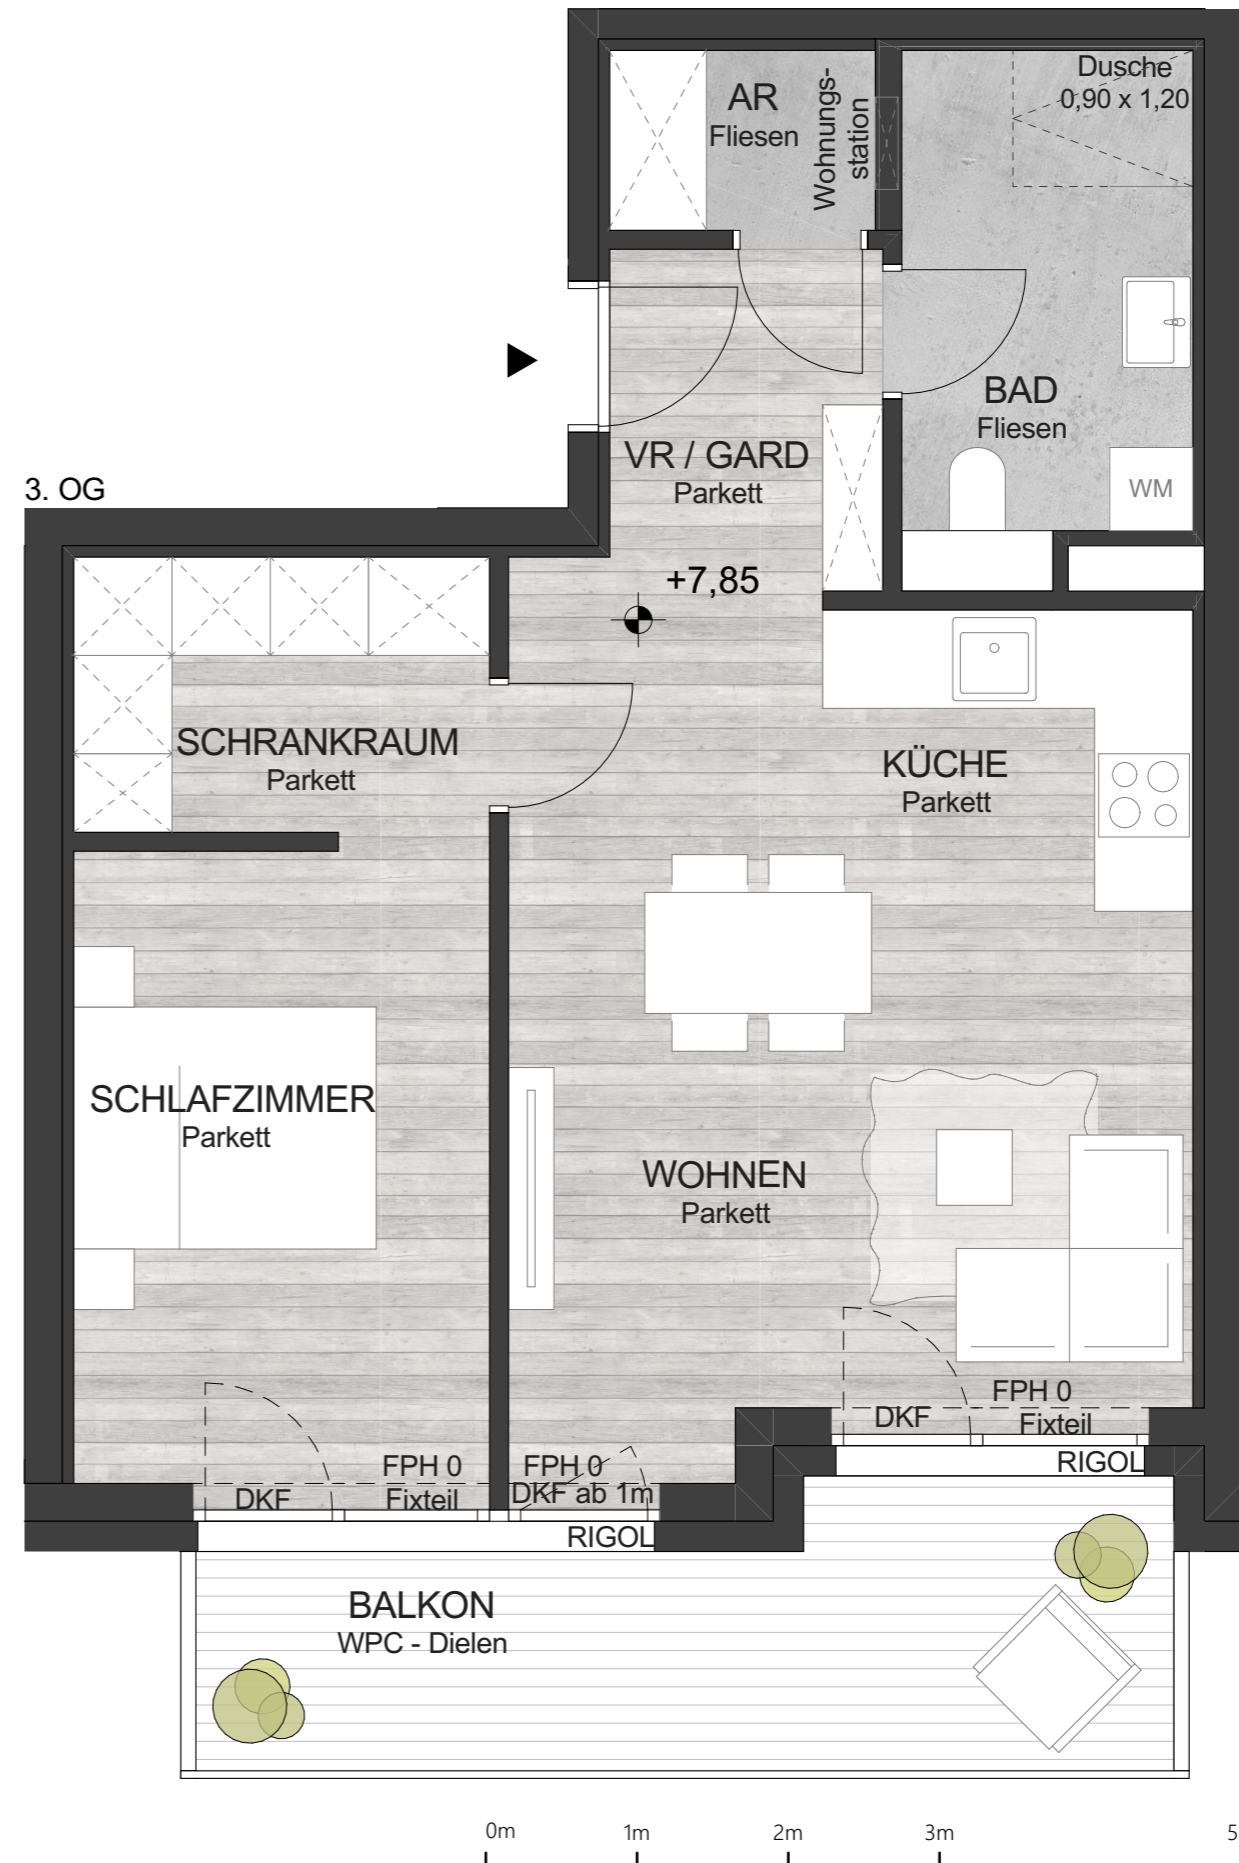 Dusche
0,90 x 1,20
AR
Fliesen
Wohnungs-
station
BAD
Fliesen
VR / GARD
Parkett
WM
3. OG
+7,85
SCHRANKRAUM
Parkett
KÜCHE
Parkett
SCHLAFZIMMER
Parkett
WOHNEN
Parkett
FPH 0
DKF
Fixteil
RIGOL
FPH 0
DKF
Fixteil
FPH 0
DKF ab 1m
RIGOL
BALKON
WPC - Dielen
0m
1m
2m
3m
5